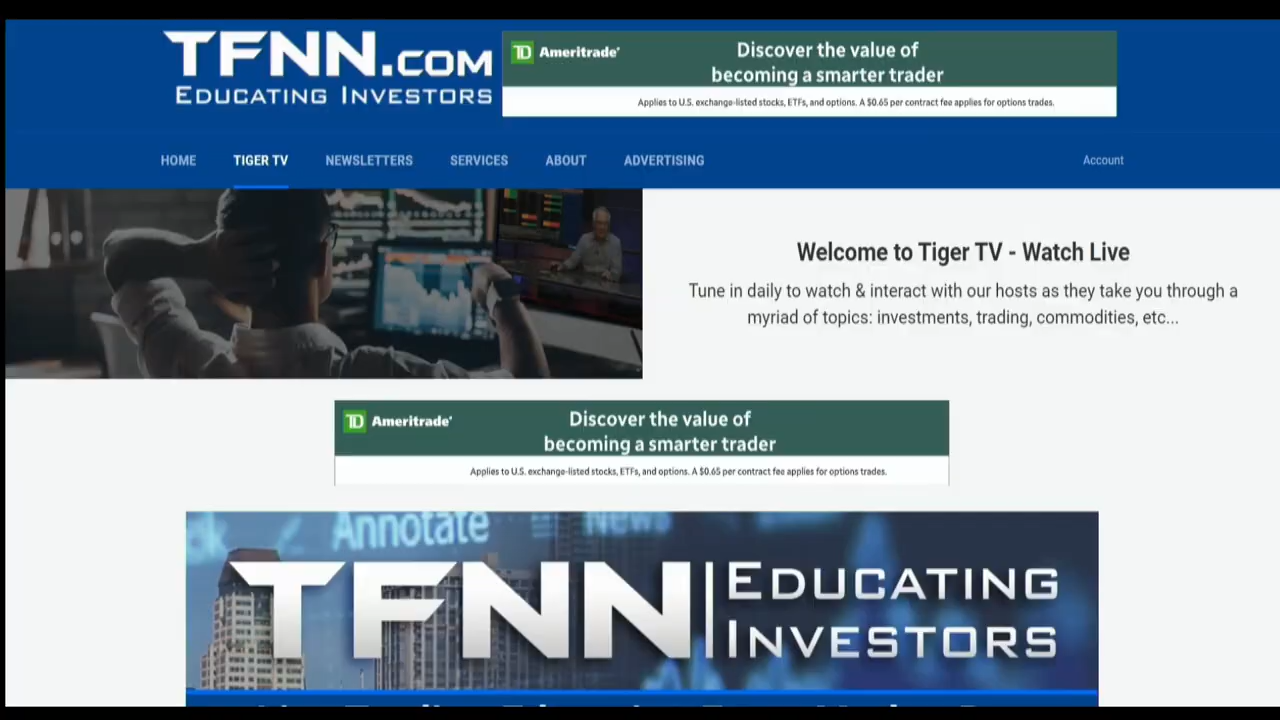 TFNN.COM
EDUCATING INVESTORS
TD Ameritrade
Discover the value of
becoming a smarter trader
Applies to U.S. exchange-listed stocks, ETFs, and options. A $0.65 per contract fee applies for options trades.
HOME TIGER TV NEWSLETTERS SERVICES ABOUT ADVERTISING Account
Welcome to Tiger TV - Watch Live
Tune in daily to watch & interact with our hosts as they take you through a
myriad of topics: investments, trading, commodities, etc...
TD Ameritrade
Discover the value of
becoming a smarter trader
Applies to U.S. exchange-listed stocks, ETFs, and options. A $0.65 per contract fee applies for options trades.
Annotate News
TFNN EDUCATING
INVESTORS